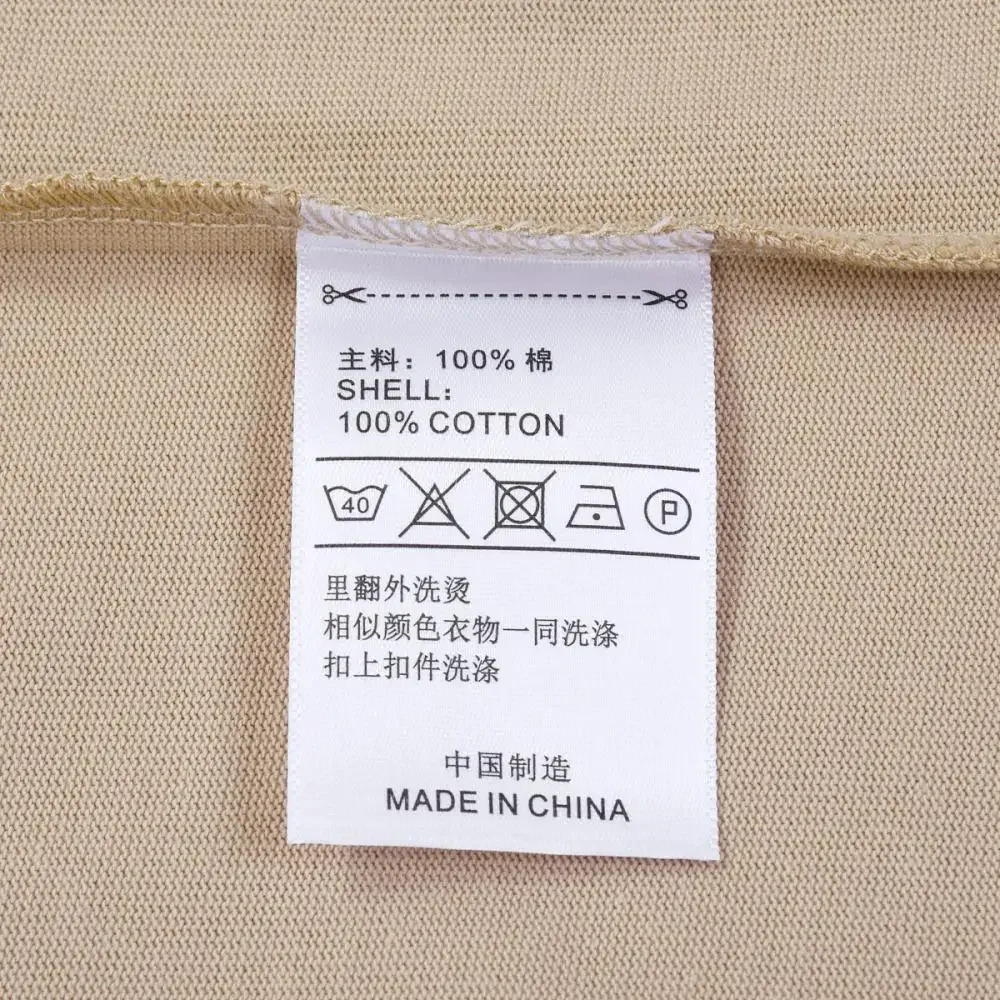 主料：100% 棉
SHELL：
100% COTTON
40 P
里翻外洗烫
相似颜色衣物一同洗涤
扣上扣件洗涤
中国制造
MADE IN CHINA